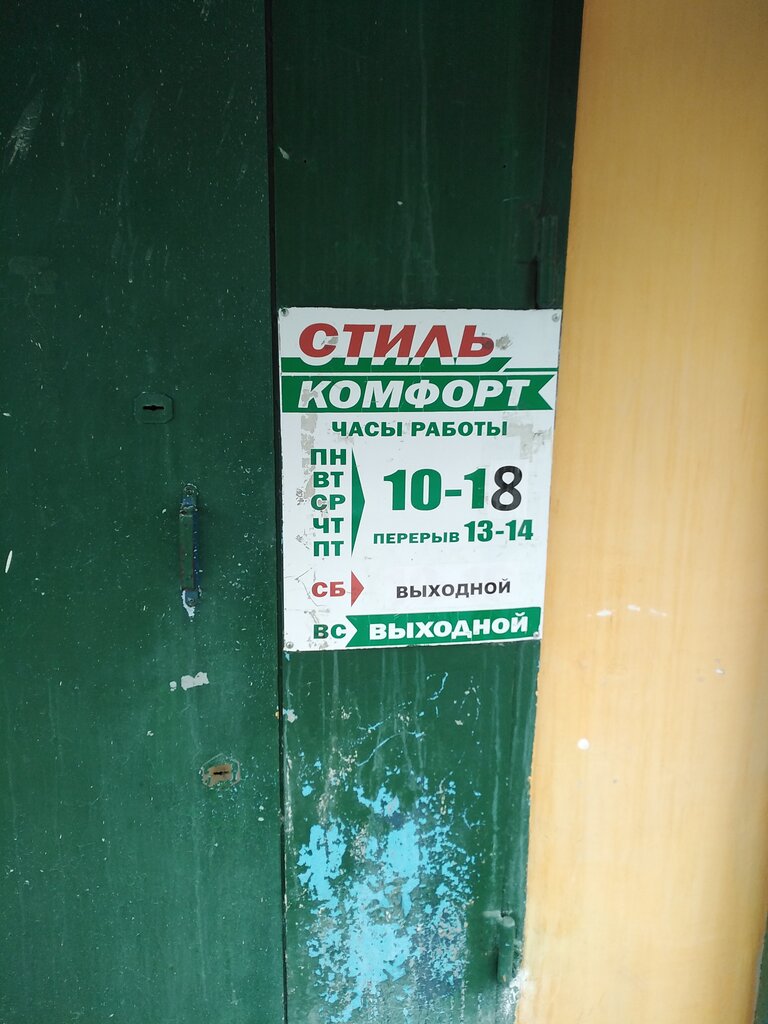 СТИЛЬ
КОМФОРТ
ЧАСЫ РАБОТЫ
ПН
ВТ
СР
ЧТ
ПТ
10-18
ПЕРЕРЫВ 13-14
СБ ВЫХОДНОЙ
ВС ВЫХОДНОЙ